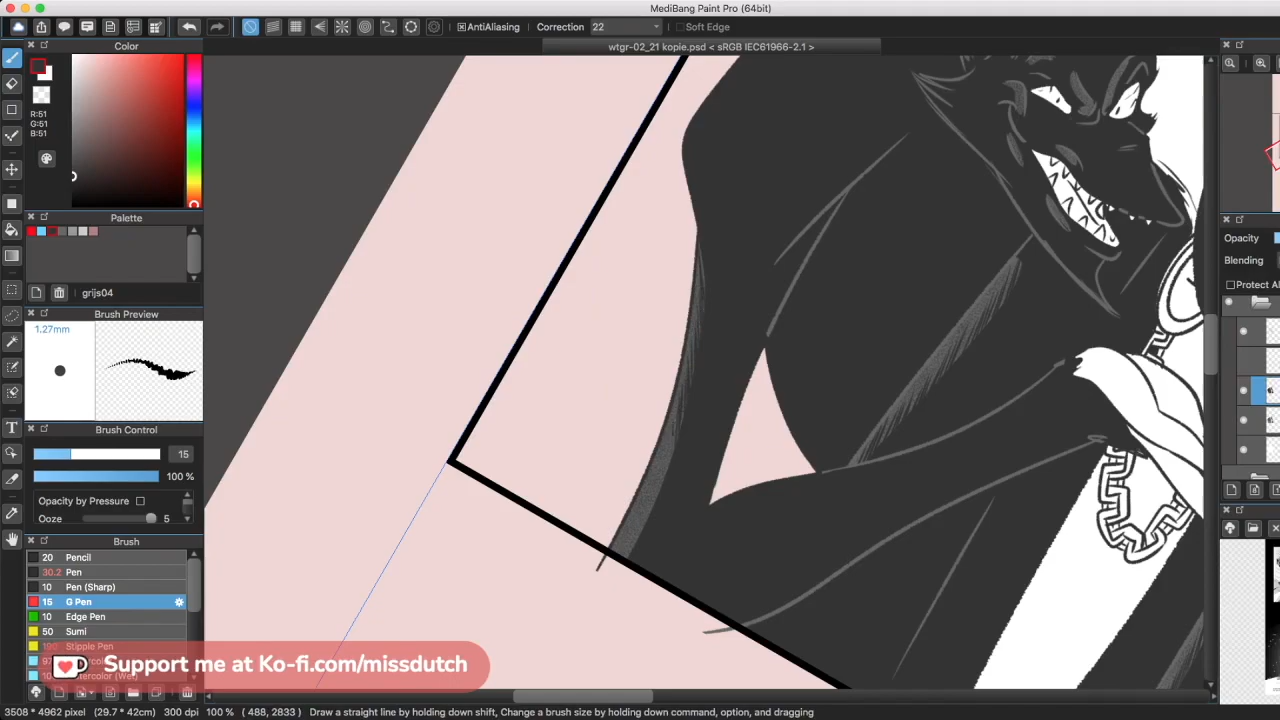 MediBang Paint Pro (64bit)
AntiAliasing Correction 22 Soft Edge
Color
wtgr-02_21 kopie.psd < sRGB IEC61966-2.1 >
R:51
G:51
B:51
Palette
grijs04
Opacity
Blending
Protect Al
Brush Preview
1.27mm
Brush Control
15
100 %
Opacity by Pressure
Ooze 5
Brush
20 Pencil
30.2 Pen
10 Pen (Sharp)
15 G Pen
10 Edge Pen
50 Sumi
Stipple Pen
Support me at Ko-fi.com/missdutch
3508 * 4962 pixel (29.7 * 42cm) 300 dpi 100 % ( 488, 2833 ) Draw a straight line by holding down shift, Change a brush size by holding down command, option, and dragging